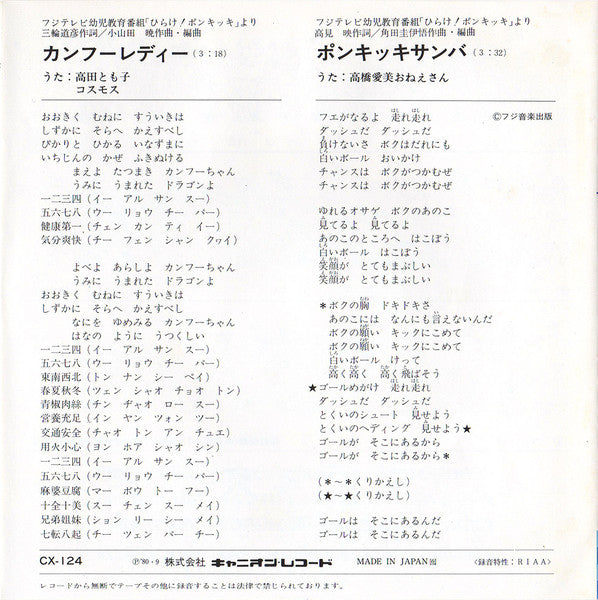 フジテレビ幼児教育番組「ひらけ!ポンキッキ」より
三輪道彦作詞/小山田 暁作曲・編曲
カンフーレディー(3:18)
うた:高田とも子
コスモス
おおきく むねに すういきは
しずかに そらへ かえすべし
ぴかりと ひかる いなずまに
いちじんの かぜ ふきぬける
まえよ たつまき カンフーちゃん
うみに うまれた ドラゴンよ
一二三四(イー アル サン スー)
五六七八(ウー リョウ チー バー)
健康第一(チェン カン ティ イー)
気分爽快(チー フェン シャン クヮイ)
よべよ あらしよ カンフーちゃん
うみに うまれた ドラゴンよ
おおきく むねに すういきは
しずかに そらへ かえすべし
なにを ゆめみる カンフーちゃん
はなの ように うつくしい
一二三四(イー アル サン スー)
五六七八(ウー リョウ チー バー)
東南西北(トン ナン シー ペイ)
春夏秋冬(ツェン シャオ チョオ トン)
青椒肉絲(チン ヂャオ ロー スー)
営養充足(イン ヤン ツォン ツー)
交通安全(チャオ トン アン チュエ)
用火小心(ヨン ホア シャオ シン)
一二三四(イー アル サン スー)
五六七八(ウー リョウ チー バー)
麻婆豆腐(マー ボウ トー フー)
十全十美(スー チェン スー メイ)
兄弟姐妹(ション リー シー メイ)
七転八起(チー チュワン バー チー)
フジテレビ幼児教育番組「ひらけ!ポンキッキ」より
高見 映作詞/角田圭伊悟作曲・編曲
ポンキッキサンバ(3:32)
うた:高橋愛美おねえさん
Ⓒフジ音楽出版
フエがなるよ 走れ走れ
ダッシュだ ダッシュだ
負けないさ ボクはだれにも
白いボール おいかけ
チャンスは ボクがつかむぜ
チャンスは ボクがつかむぜ
ゆれるオサゲ ボクのあのこ
見てるよ 見てるよ
あのこのところへ はこぼう
白いボール はこぼう
笑顔が とてもまぶしい
笑顔が とてもまぶしい
*ボクの胸 ドキドキさ
あのこには なんにも言えないんだ
ボクの願い キックにこめて
ボクの願い キックにこめて
白いボール けって
高く高く 高く飛ばそう
★ゴールめがけ 走れ走れ
ダッシュだ ダッシュだ
とくいのシュート 見せよう
とくいのヘディング 見せよう★
ゴールが そこにあるから
ゴールが そこにあるから*
(*~*くりかえし)
(★~★くりかえし)
ゴールは そこにあるんだ
ゴールは そこにあるんだ
CX-124 Ⓟ'80・9 株式会社 キャニオン・レコード MADE IN JAPAN 〈録音特性:RIAA〉
レコードから無断でテープその他に録音することは法律で禁じられております。